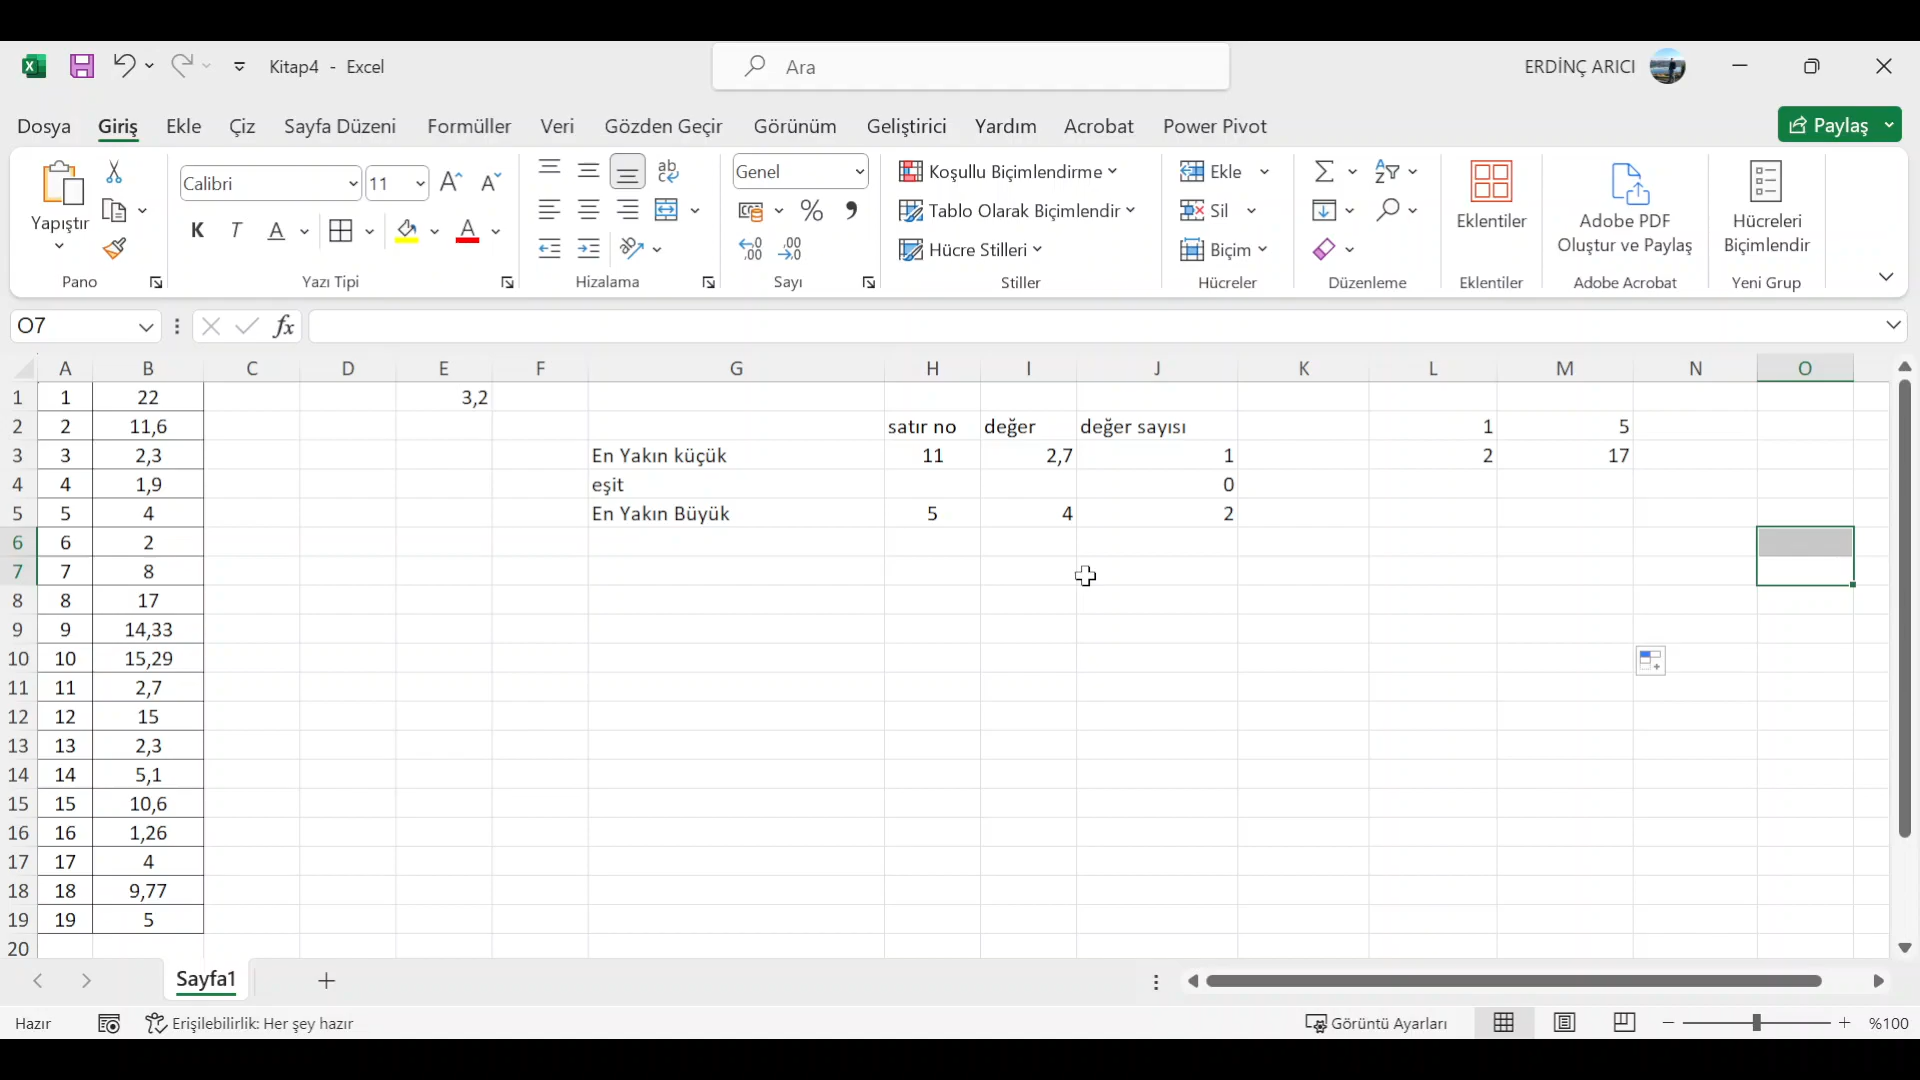 Kitap4 - Excel
Ara
ERDİNÇ ARICI
Dosya Giriş Ekle Çiz Sayfa Düzeni Formüller Veri Gözden Geçir Görünüm Geliştirici Yardım Acrobat Power Pivot
Paylaş
Yapıştır
Calibri 11
K T A A
ab
Genel
Koşullu Biçimlendirme
Tablo Olarak Biçimlendir
Hücre Stilleri
Ekle
Sil
Biçim
Eklentiler
Adobe PDF
Oluştur ve Paylaş
Hücreleri
Biçimlendir
Pano Yazı Tipi Hizalama Sayı Stiller Hücreler Düzenleme Eklentiler Adobe Acrobat Yeni Grup
O7 fx
A B C D E F G H I J K L M N O
1 1 22 3,2
2 2 11,6 satır no değer değer sayısı 1 5
3 3 2,3 En Yakın küçük 11 2,7 1 2 17
4 4 1,9 eşit 0
5 5 4 En Yakın Büyük 5 4 2
6 6 2
7 7 8
8 8 17
9 9 14,33
10 10 15,29
11 11 2,7
12 12 15
13 13 2,3
14 14 5,1
15 15 10,6
16 16 1,26
17 17 4
18 18 9,77
19 19 5
20
Sayfa1
Hazır Erişilebilirlik: Her şey hazır Görüntü Ayarları %100